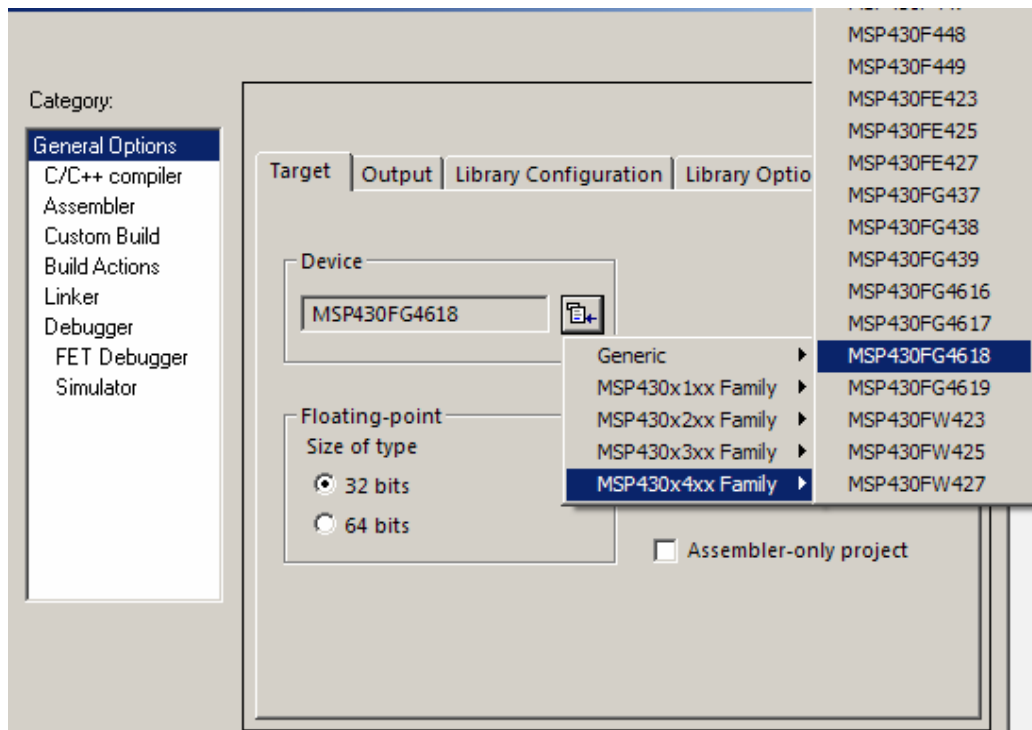 Category:
General Options
C/C++ compiler
Assembler
Custom Build
Build Actions
Linker
Debugger
FET Debugger
Simulator
Target
Output
Library Configuration
Library Optio
Device
MSP430FG4618
Floating-point
Size of type
32 bits
64 bits
Assembler-only project
Generic
MSP430x1xx Family
MSP430x2xx Family
MSP430x3xx Family
MSP430x4xx Family
MSP430F448
MSP430F449
MSP430FE423
MSP430FE425
MSP430FE427
MSP430FG437
MSP430FG438
MSP430FG439
MSP430FG4616
MSP430FG4617
MSP430FG4618
MSP430FG4619
MSP430FW423
MSP430FW425
MSP430FW427